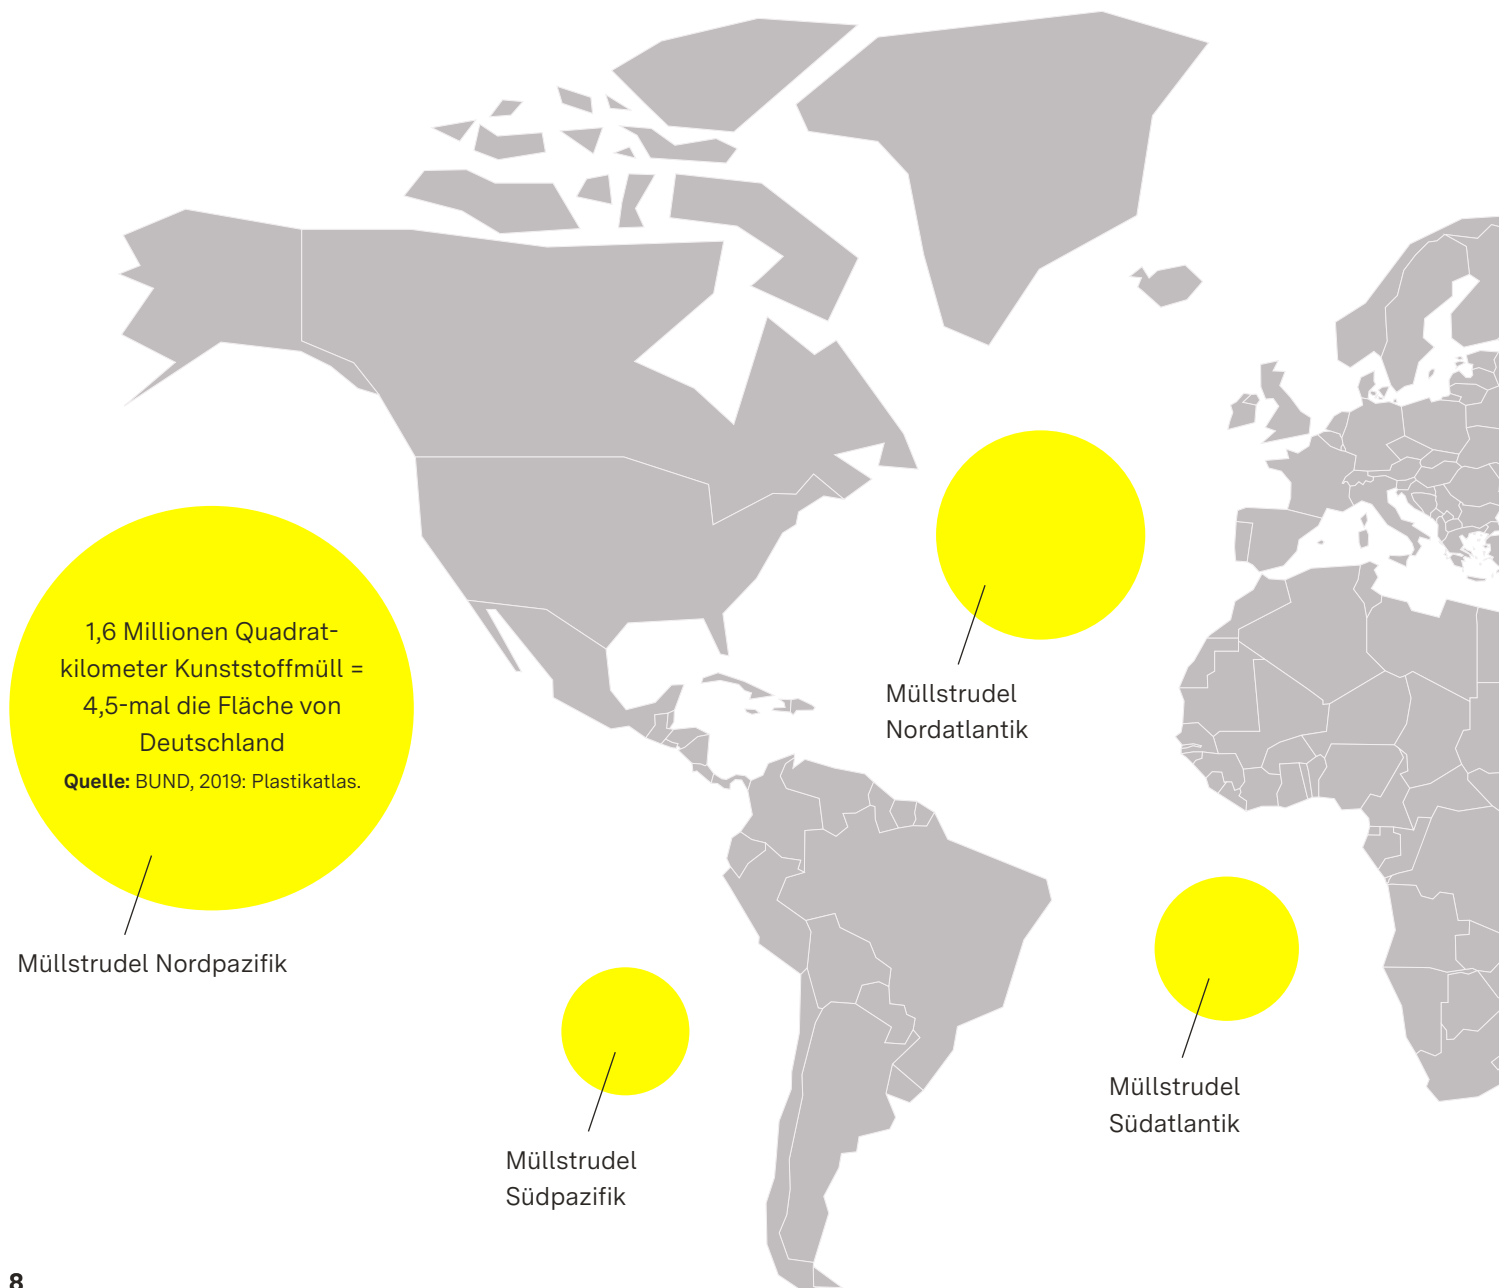 1,6 Millionen Quadrat-
kilometer Kunststoffmüll =
4,5-mal die Fläche von
Deutschland
Quelle: BUND, 2019: Plastikatlas.
Müllstrudel Nordpazifik
Müllstrudel
Nordatlantik
Müllstrudel
Südpazifik
Müllstrudel
Südatlantik
8